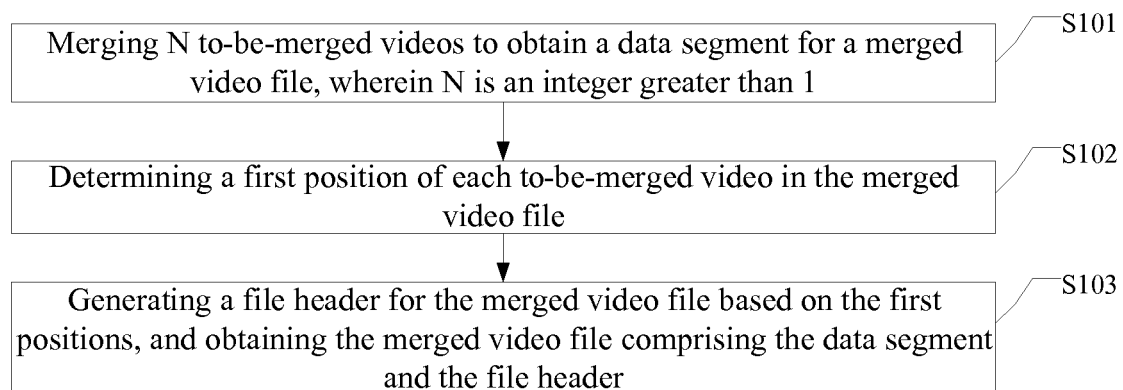 S101
Merging N to-be-merged videos to obtain a data segment for a merged
video file, wherein N is an integer greater than 1
S102
Determining a first position of each to-be-merged video in the merged
video file
S103
Generating a file header for the merged video file based on the first
positions, and obtaining the merged video file comprising the data segment
and the file header